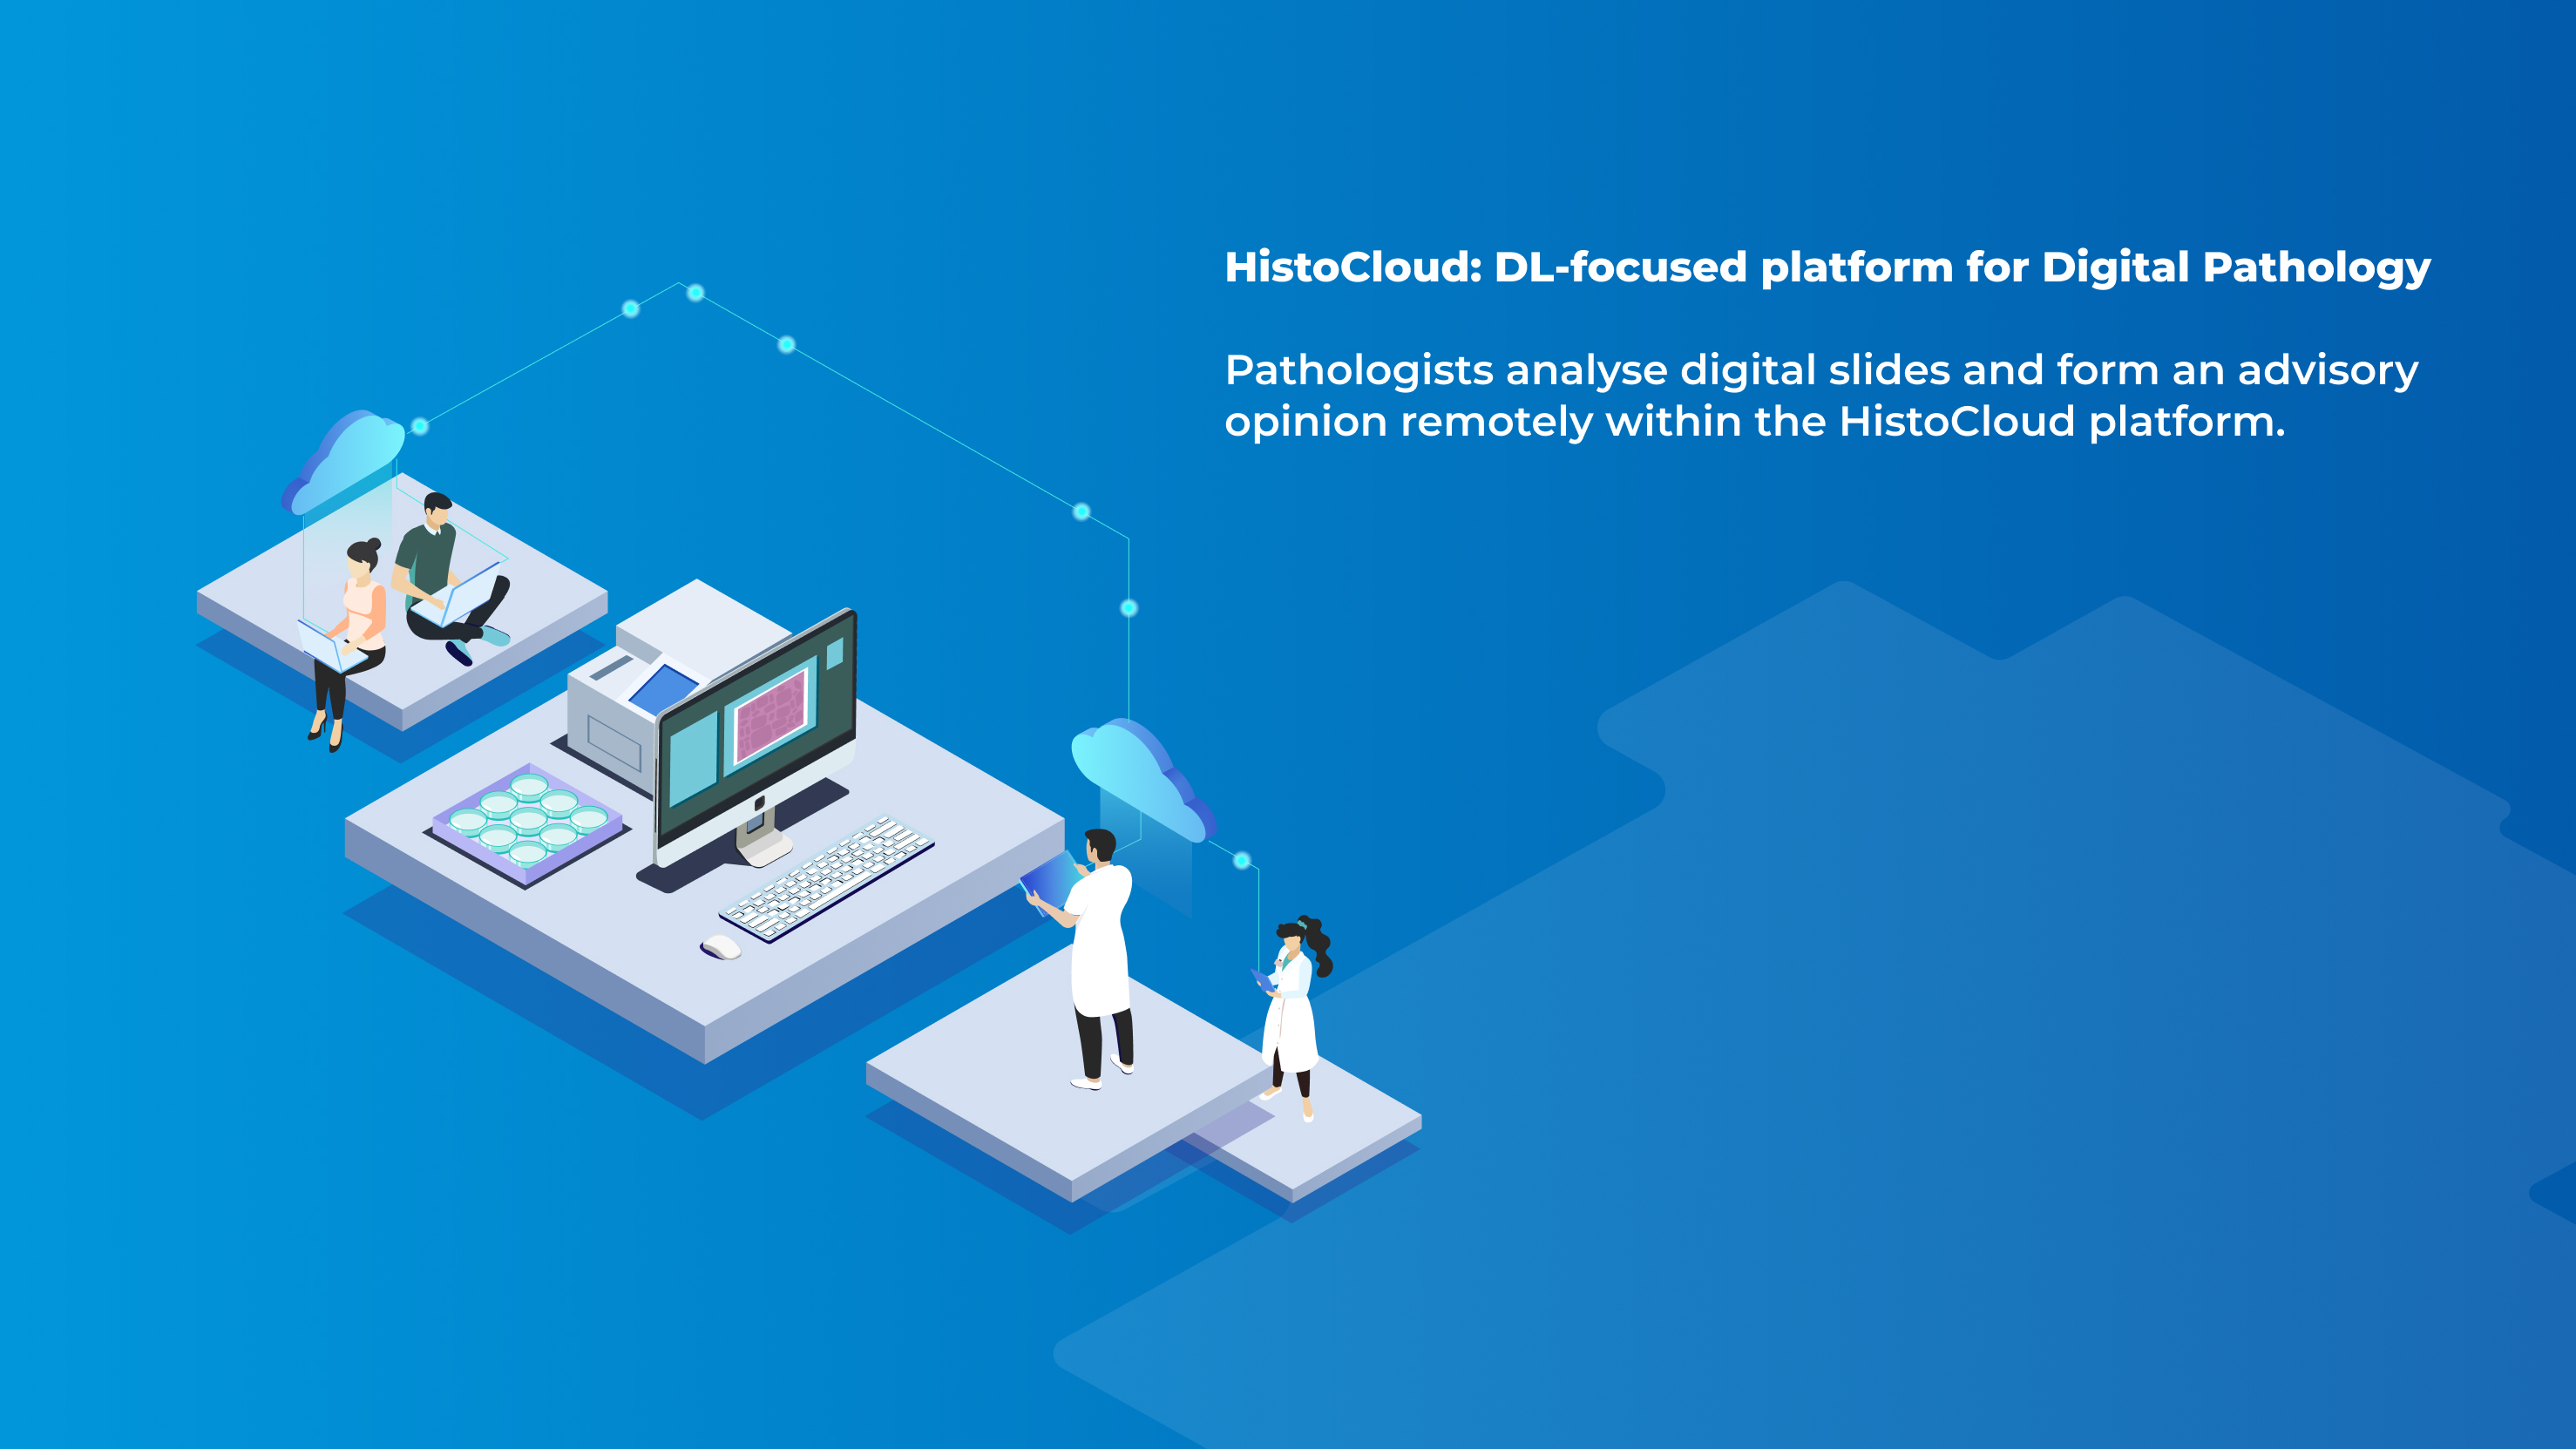 HistoCloud: DL-focused platform for Digital Pathology
Pathologists analyse digital slides and form an advisory
opinion remotely within the HistoCloud platform.